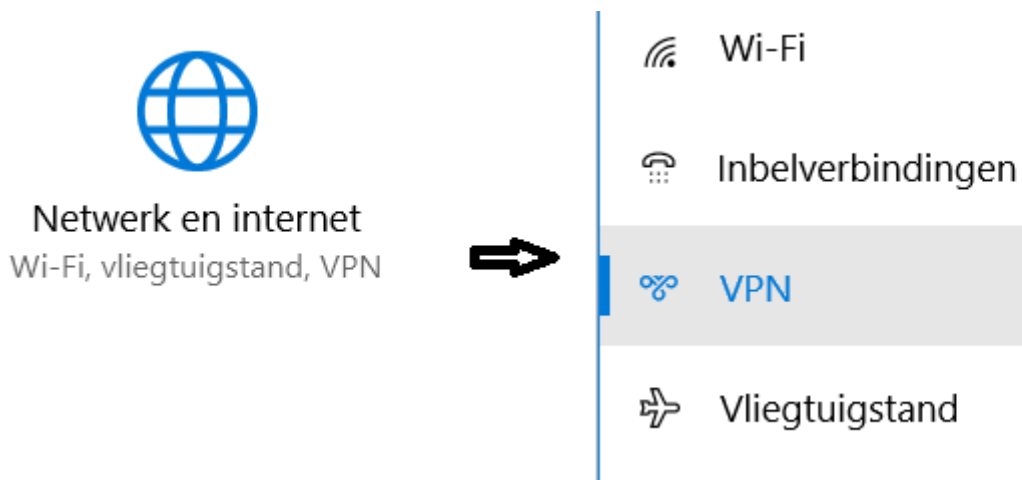 Netwerk en internet
Wi-Fi, vliegtuigstand, VPN
Wi-Fi
Inbelverbindingen
VPN
Vliegtuigstand